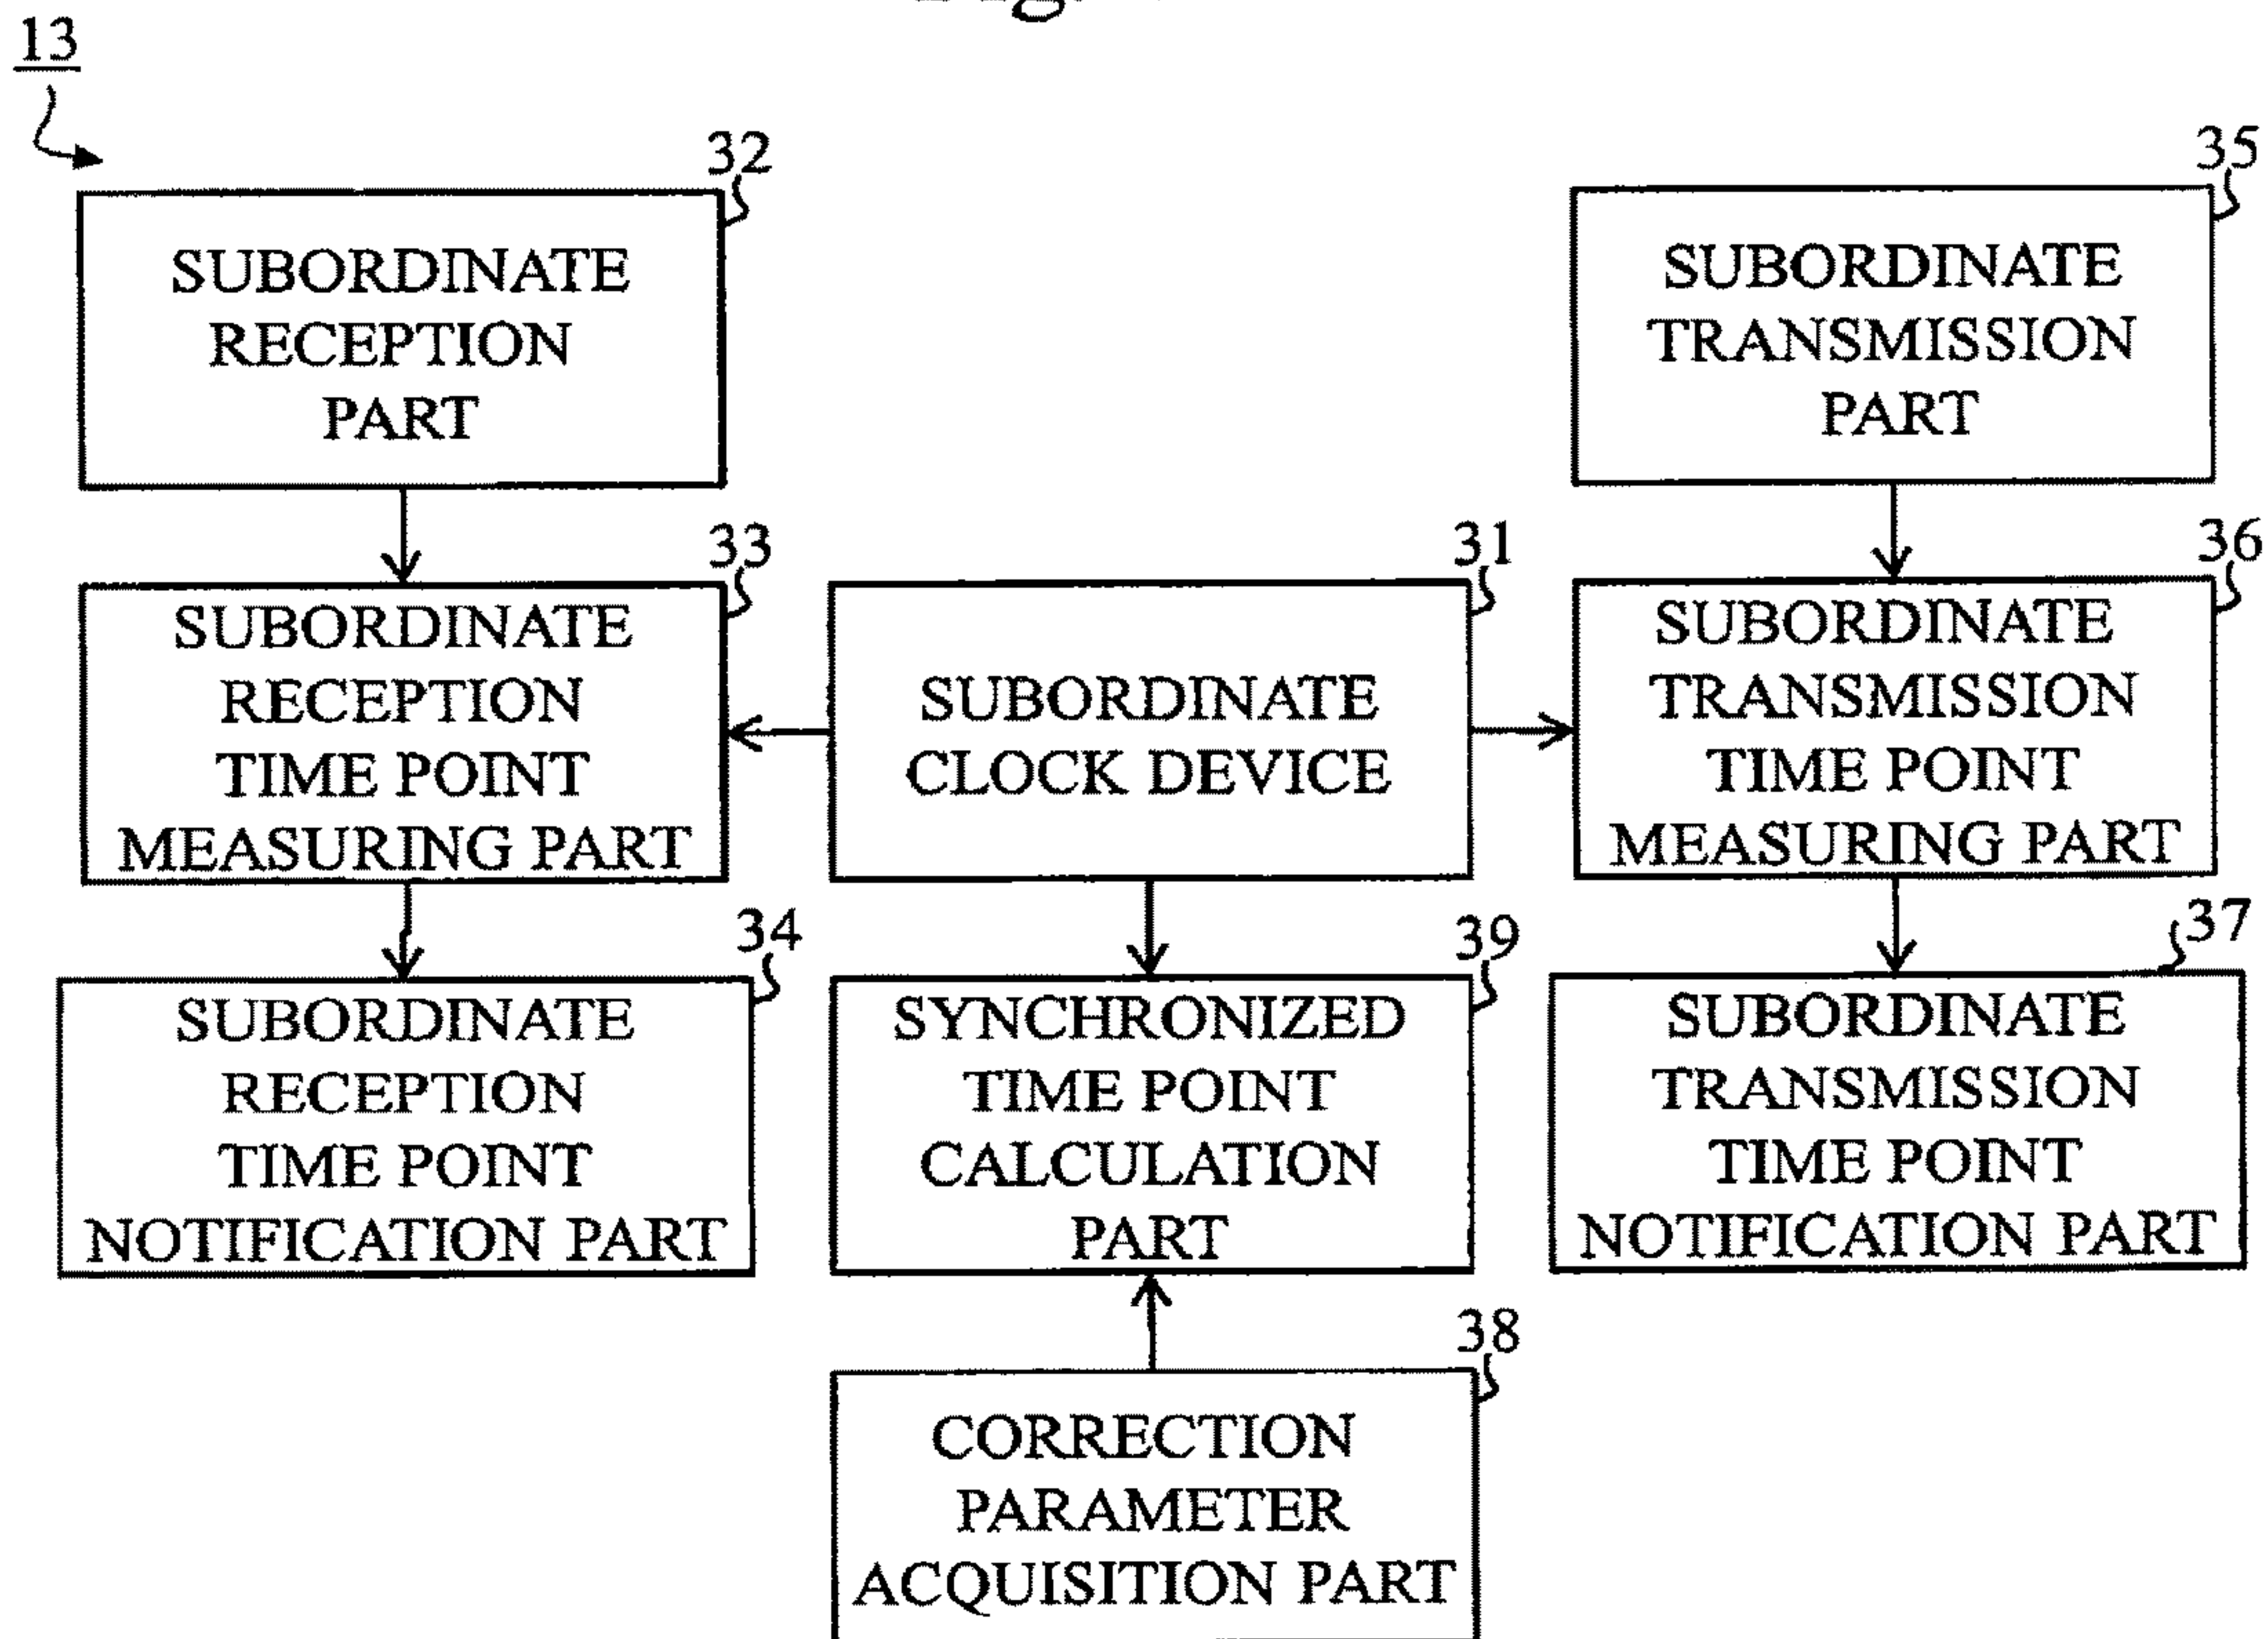 13
32
SUBORDINATE
RECEPTION
PART
35
SUBORDINATE
TRANSMISSION
PART
33
SUBORDINATE
RECEPTION
TIME POINT
MEASURING PART
31
SUBORDINATE
CLOCK DEVICE
36
SUBORDINATE
TRANSMISSION
TIME POINT
MEASURING PART
34
SUBORDINATE
RECEPTION
TIME POINT
NOTIFICATION PART
39
SYNCHRONIZED
TIME POINT
CALCULATION
PART
37
SUBORDINATE
TRANSMISSION
TIME POINT
NOTIFICATION PART
38
CORRECTION
PARAMETER
ACQUISITION PART